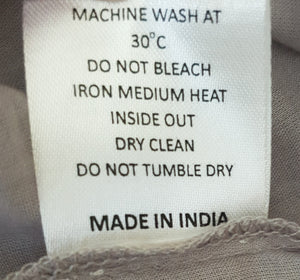 MACHINE WASH AT
30°C
DO NOT BLEACH
IRON MEDIUM HEAT
INSIDE OUT
DRY CLEAN
DO NOT TUMBLE DRY
MADE IN INDIA